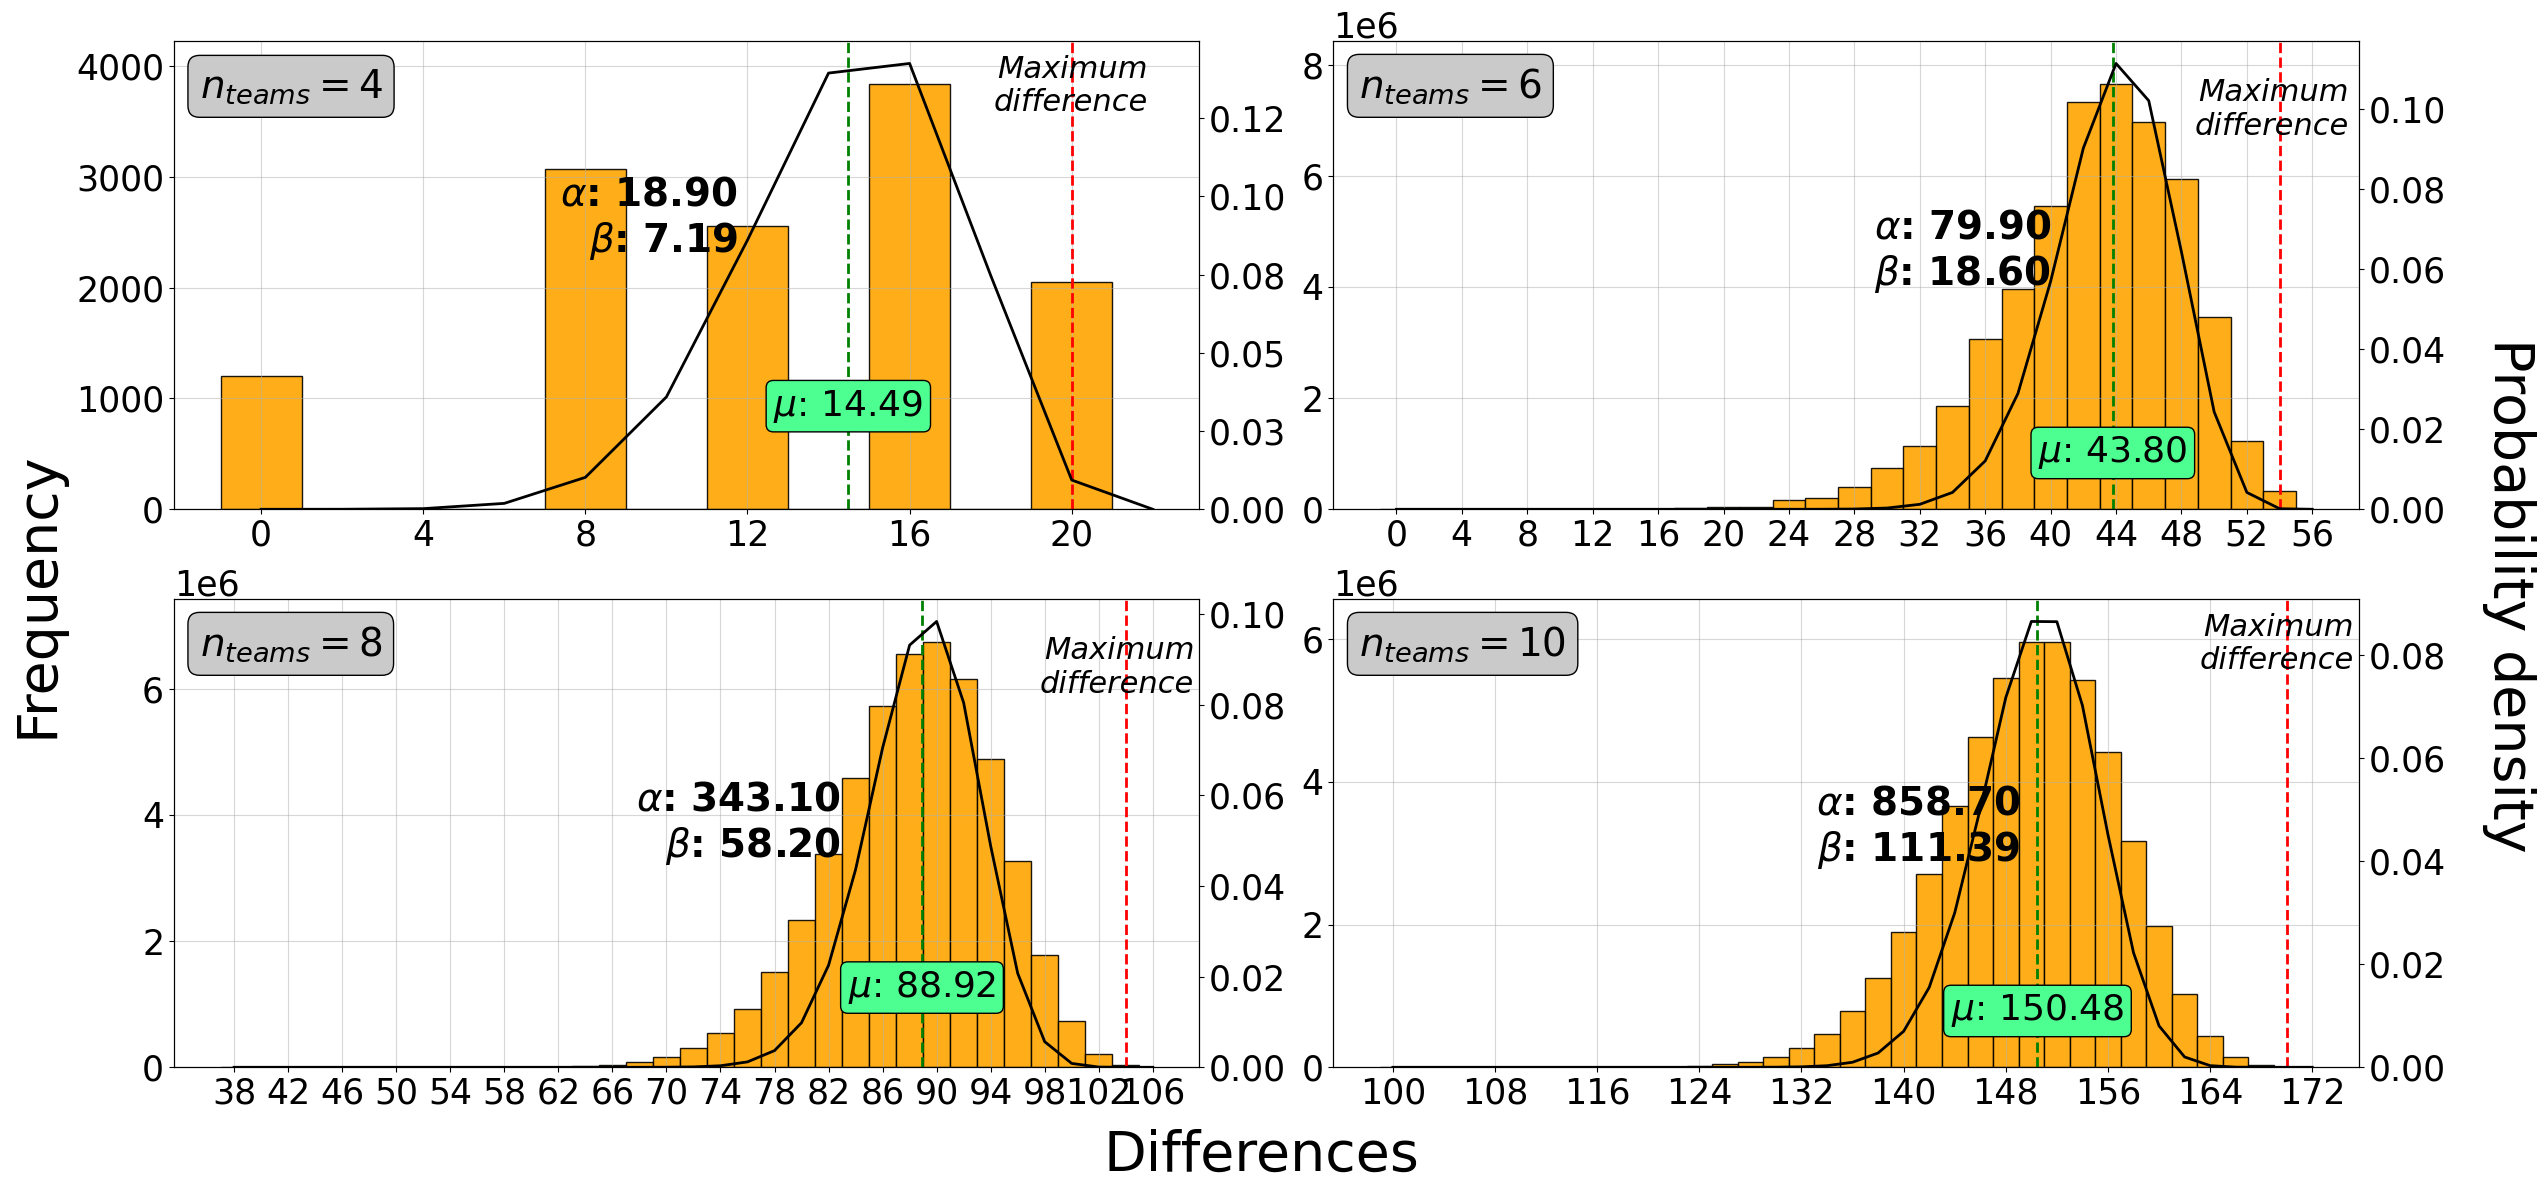 n_teams = 4
Maximum
difference
α: 18.90
β: 7.19
μ: 14.49
4000
3000
2000
1000
0
0.12
0.10
0.08
0.05
0.03
0.00
0 4 8 12 16 20
1e6
n_teams = 6
Maximum
difference
α: 79.90
β: 18.60
μ: 43.80
8
6
4
2
0
0.10
0.08
0.06
0.04
0.02
0.00
0 4 8 12 16 20 24 28 32 36 40 44 48 52 56
1e6
n_teams = 8
Maximum
difference
α: 343.10
β: 58.20
μ: 88.92
6
4
2
0
0.10
0.08
0.06
0.04
0.02
0.00
38 42 46 50 54 58 62 66 70 74 78 82 86 90 94 98 102 106
1e6
n_teams = 10
Maximum
difference
α: 858.70
β: 111.39
μ: 150.48
6
4
2
0
0.08
0.06
0.04
0.02
0.00
100 108 116 124 132 140 148 156 164 172
Frequency
Probability density
Differences